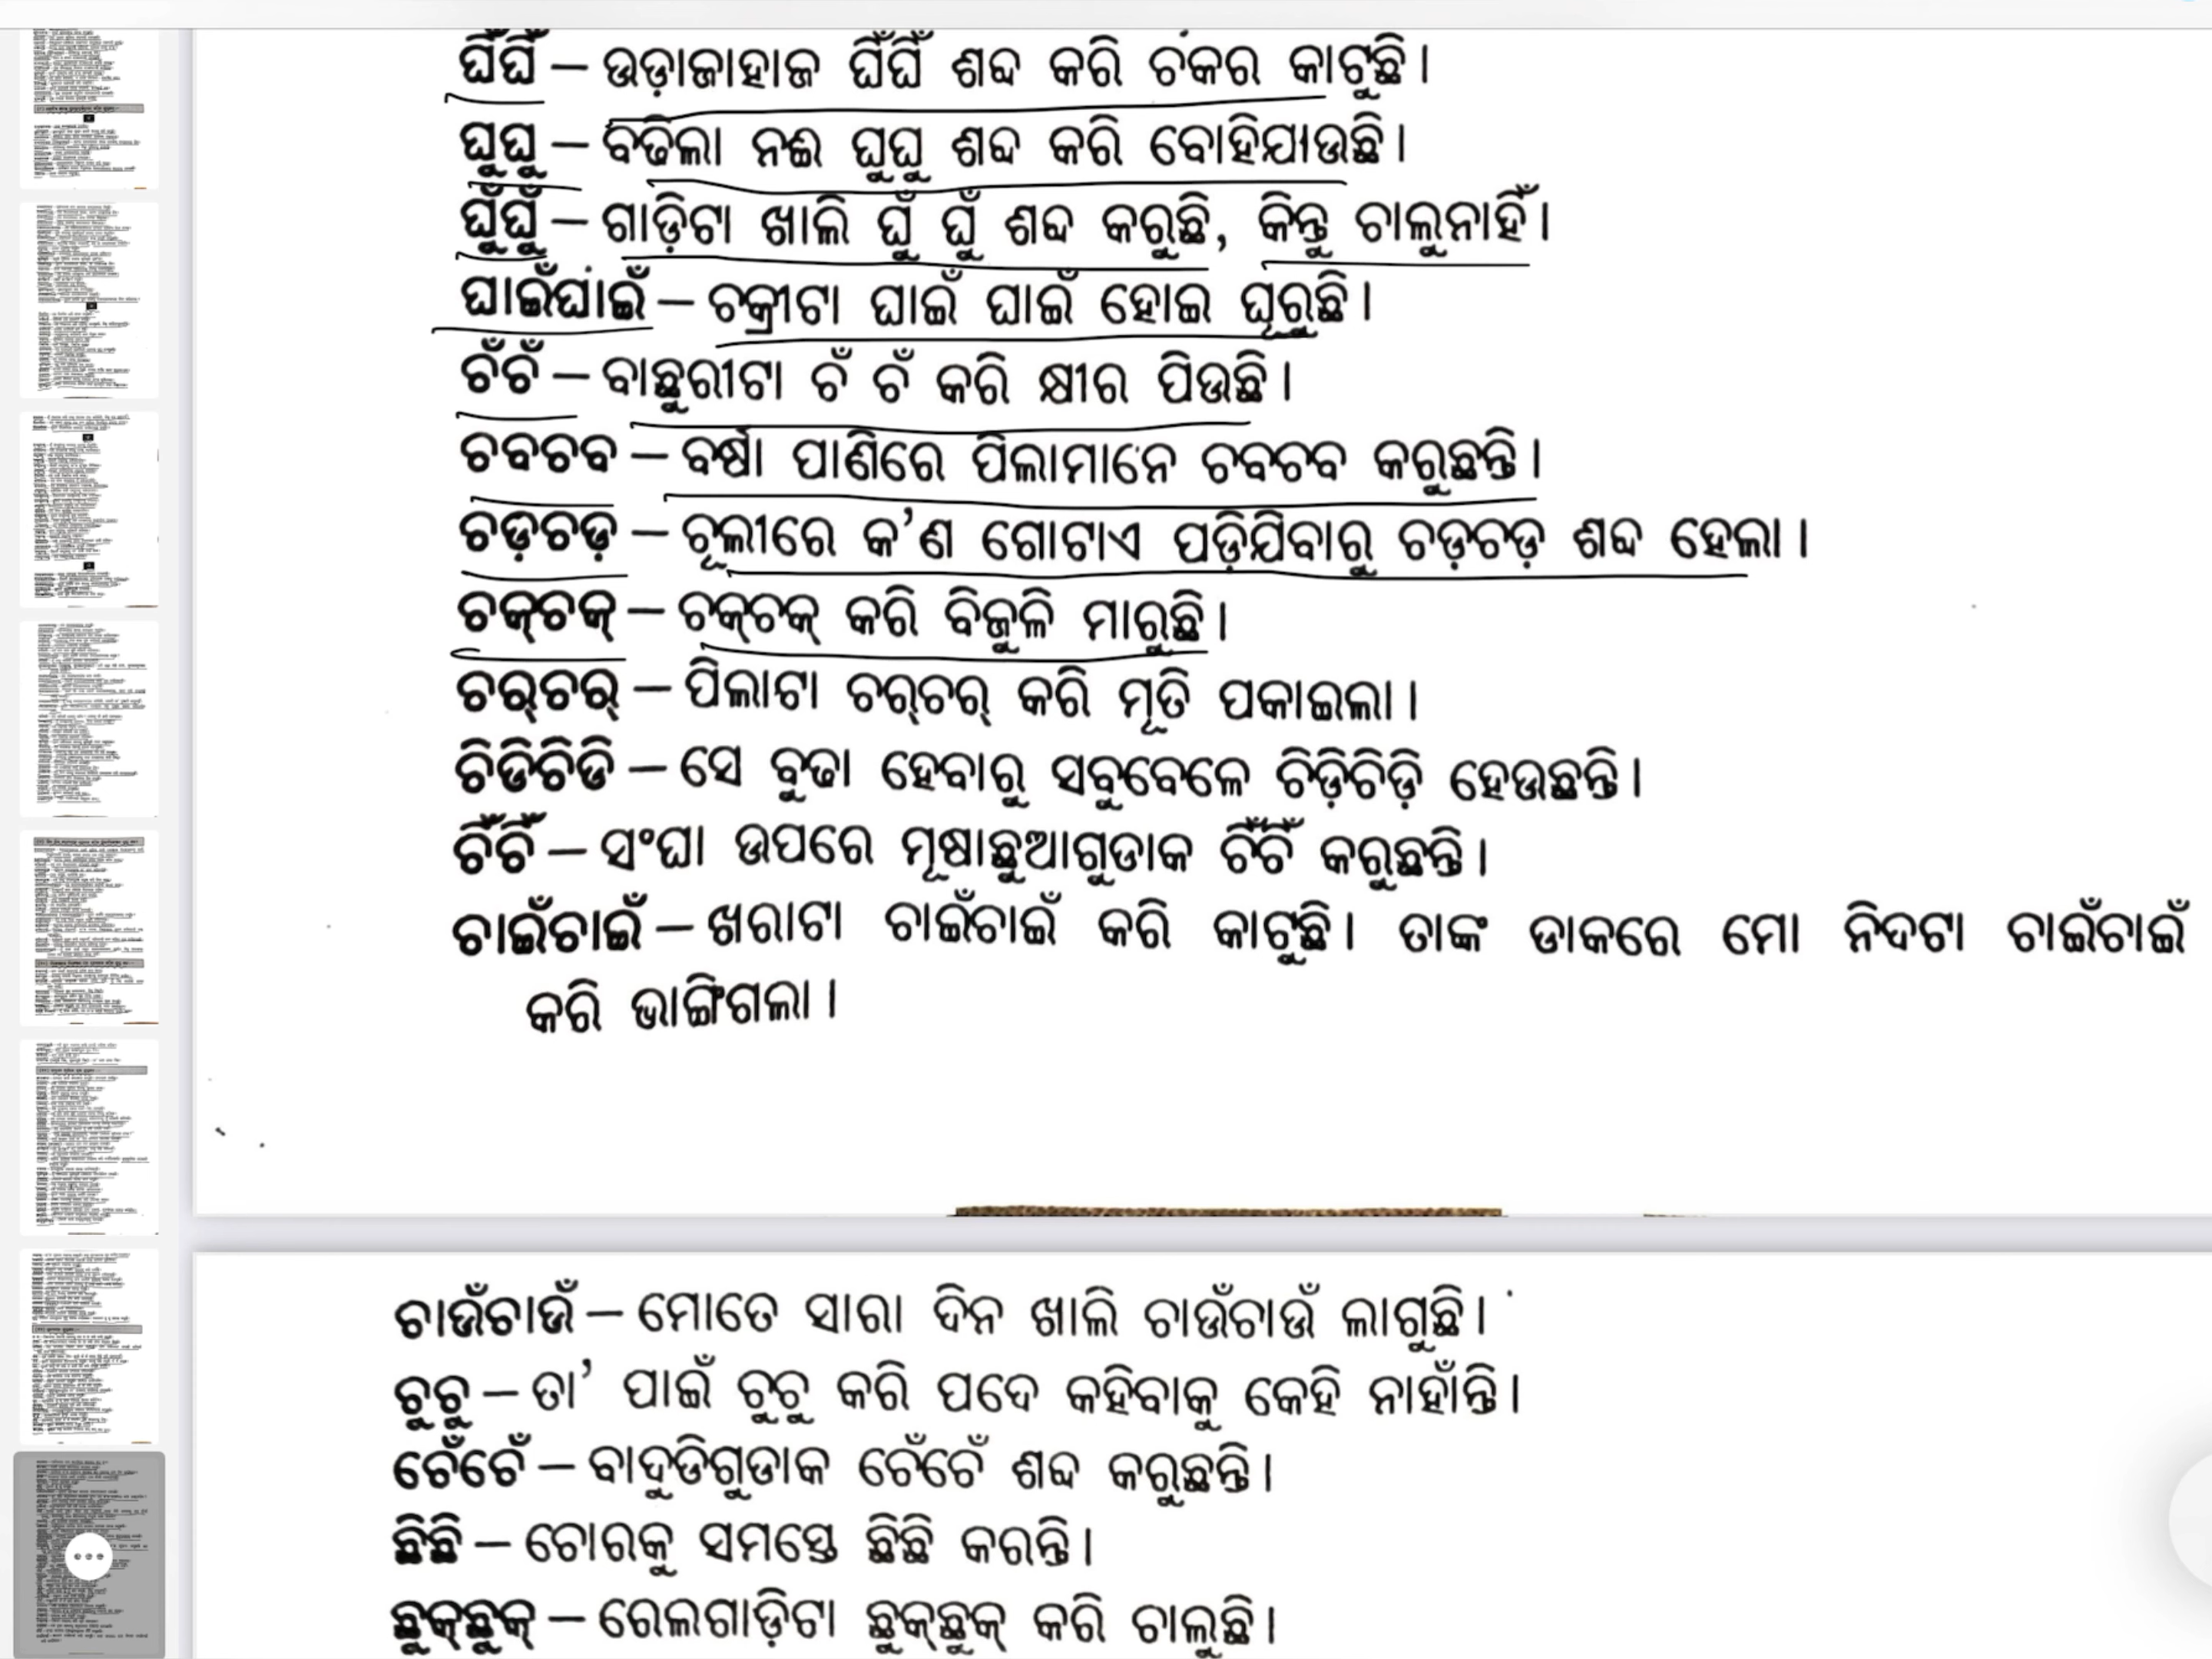 ଘିଁଘିଁ – ଉଡ଼ାଜାହାଜ ଘିଁଘିଁ ଶବ୍ଦ କରି ଚକର କାଟୁଛି।
ଘୁଘୁ – ବଢିଲା ନଈ ଘୁଘୁ ଶବ୍ଦ କରି ବୋହିଯାଉଛି।
ଘୁଁଘୁଁ – ଗାଡ଼ିଟା ଖାଲି ଘୁଁ ଘୁଁ ଶବ୍ଦ କରୁଛି, କିନ୍ତୁ ଚାଲୁନାହିଁ।
ଘାଇଁଘାଇଁ – ଚକ୍ରୀଟା ଘାଇଁ ଘାଇଁ ହୋଇ ଘୂରୁଛି।
ଚଁଚଁ – ବାଛୁରୀଟା ଚଁ ଚଁ କରି କ୍ଷୀର ପିଉଛି।
ଚବଚବ – ବର୍ଷା ପାଣିରେ ପିଲାମାନେ ଚବଚବ କରୁଛନ୍ତି।
ଚଡ଼ଚଡ଼ – ଚୂଲୀରେ କ'ଣ ଗୋଟାଏ ପଡ଼ିଯିବାରୁ ଚଡ଼ଚଡ଼ ଶବ୍ଦ ହେଲା।
ଚକ୍‌ଚକ୍ – ଚକ୍‌ଚକ୍ କରି ବିଜୁଳି ମାରୁଛି।
ଚର୍‌ଚର୍ – ପିଲାଟା ଚର୍‌ଚର୍ କରି ମୂତି ପକାଇଲା।
ଚିଡିଚିଡି – ସେ ବୁଢା ହେବାରୁ ସବୁବେଳେ ଚିଡ଼ିଚିଡ଼ି ହେଉଛନ୍ତି।
ଚିଁଚିଁ – ସଂଘା ଉପରେ ମୂଷାଛୁଆଗୁଡାକ ଚିଁଚିଁ କରୁଛନ୍ତି।
ଚାଇଁଚାଇଁ – ଖରାଟା ଚାଇଁଚାଇଁ କରି କାଟୁଛି। ତାଙ୍କ ଡାକରେ ମୋ ନିଦଟା ଚାଇଁଚାଇଁ
କରି ଭାଙ୍ଗିଗଲା।
ଚାଉଁଚାଉଁ – ମୋତେ ସାରା ଦିନ ଖାଲି ଚାଉଁଚାଉଁ ଲାଗୁଛି।
ଚୁଚୁ – ତା' ପାଇଁ ଚୁଚୁ କରି ପଦେ କହିବାକୁ କେହି ନାହାଁନ୍ତି।
ଚେଁଚେଁ – ବାଦୁଡିଗୁଡାକ ଚେଁଚେଁ ଶବ୍ଦ କରୁଛନ୍ତି।
ଛିଛି – ଚୋରକୁ ସମସ୍ତେ ଛିଛି କରନ୍ତି।
ଛୁକ୍‌ଛୁକ୍ – ରେଲଗାଡ଼ିଟା ଛୁକ୍‌ଛୁକ୍ କରି ଚାଲୁଛି।